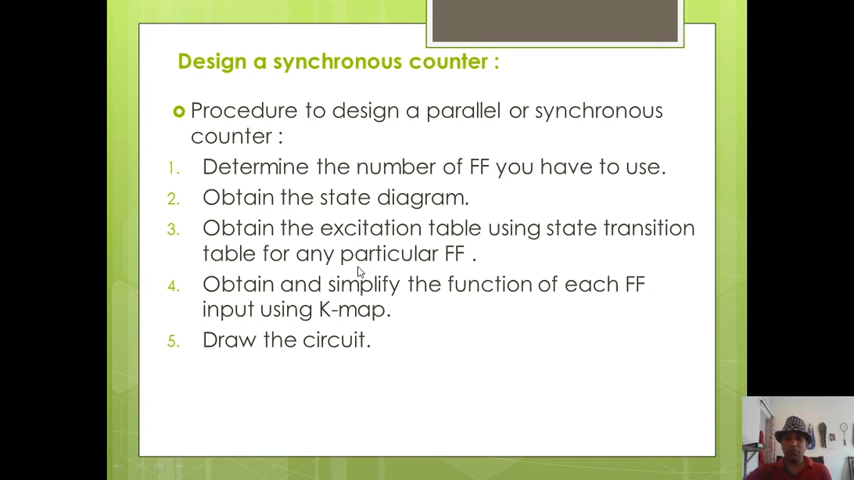 Design a synchronous counter :
Procedure to design a parallel or synchronous
counter :
1. Determine the number of FF you have to use.
2. Obtain the state diagram.
3. Obtain the excitation table using state transition
table for any particular FF .
4. Obtain and simplify the function of each FF
input using K-map.
5. Draw the circuit.